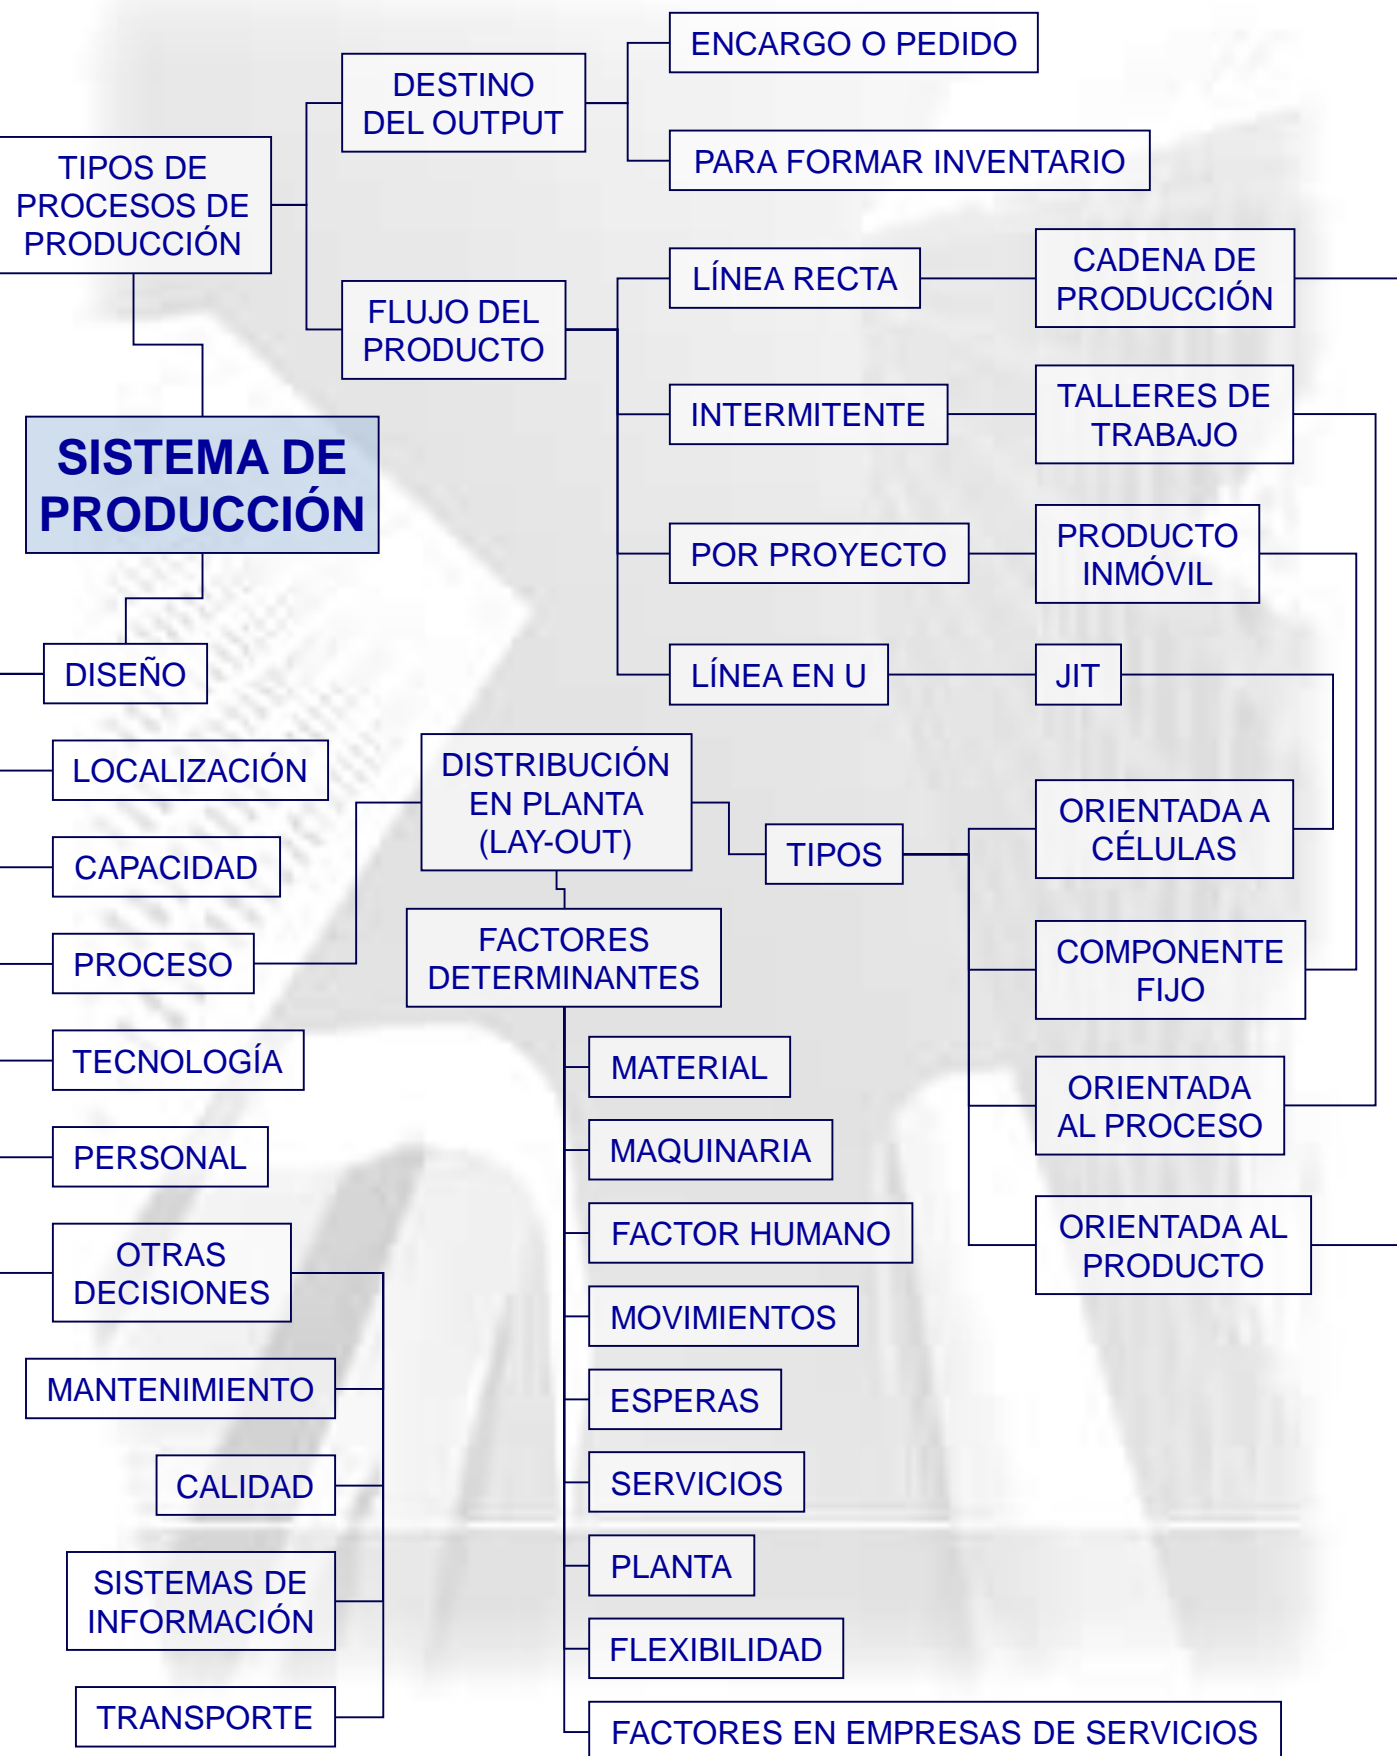 ENCARGO O PEDIDO
DESTINO
DEL OUTPUT
PARA FORMAR INVENTARIO
TIPOS DE
PROCESOS DE
PRODUCCIÓN
LÍNEA RECTA
CADENA DE
PRODUCCIÓN
FLUJO DEL
PRODUCTO
INTERMITENTE
TALLERES DE
TRABAJO
SISTEMA DE
PRODUCCIÓN
POR PROYECTO
PRODUCTO
INMÓVIL
DISEÑO
LÍNEA EN U
JIT
LOCALIZACIÓN
DISTRIBUCIÓN
EN PLANTA
(LAY-OUT)
TIPOS
ORIENTADA A
CÉLULAS
CAPACIDAD
PROCESO
FACTORES
DETERMINANTES
COMPONENTE
FIJO
TECNOLOGÍA
MATERIAL
ORIENTADA
AL PROCESO
PERSONAL
MAQUINARIA
FACTOR HUMANO
ORIENTADA AL
PRODUCTO
OTRAS
DECISIONES
MOVIMIENTOS
MANTENIMIENTO
ESPERAS
CALIDAD
SERVICIOS
PLANTA
SISTEMAS DE
INFORMACIÓN
FLEXIBILIDAD
TRANSPORTE
FACTORES EN EMPRESAS DE SERVICIOS